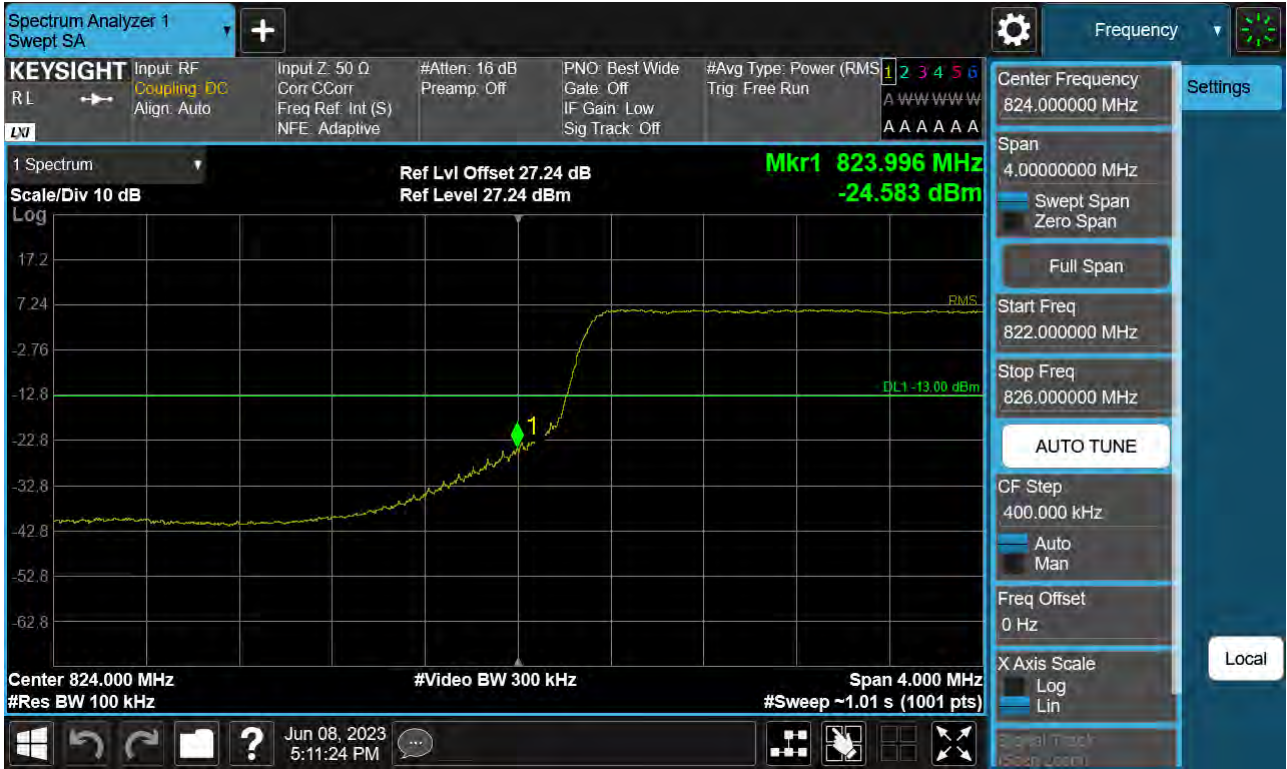 Spectrum Analyzer 1
Swept SA
+
Frequency
KEYSIGHT
RL
LXI
Input: RF
Coupling: DC
Align: Auto
Input Z: 50 Ω
Corr CCorr
Freq Ref: Int (S)
NFE: Adaptive
#Atten: 16 dB
Preamp: Off
PNO: Best Wide
Gate: Off
IF Gain: Low
Sig Track: Off
#Avg Type: Power (RMS
Trig: Free Run
1 2 3 4 5 6
A W W W W W
A A A A A A
1 Spectrum
Scale/Div 10 dB
Log
Ref Lvl Offset 27.24 dB
Ref Level 27.24 dBm
Mkr1 823.996 MHz
-24.583 dBm
17.2
7.24
-2.76
-12.8
-22.8
-32.8
-42.8
-52.8
-62.8
RMS
DL1 -13.00 dBm
1
Center 824.000 MHz
#Res BW 100 kHz
#Video BW 300 kHz
Span 4.000 MHz
#Sweep ~1.01 s (1001 pts)
?
Jun 08, 2023
5:11:24 PM
Center Frequency
824.000000 MHz
Span
4.00000000 MHz
Swept Span
Zero Span
Full Span
Start Freq
822.000000 MHz
Stop Freq
826.000000 MHz
AUTO TUNE
CF Step
400.000 kHz
Auto
Man
Freq Offset
0 Hz
X Axis Scale
Log
Lin
Signal Track
(Span Zoom)
Settings
Local